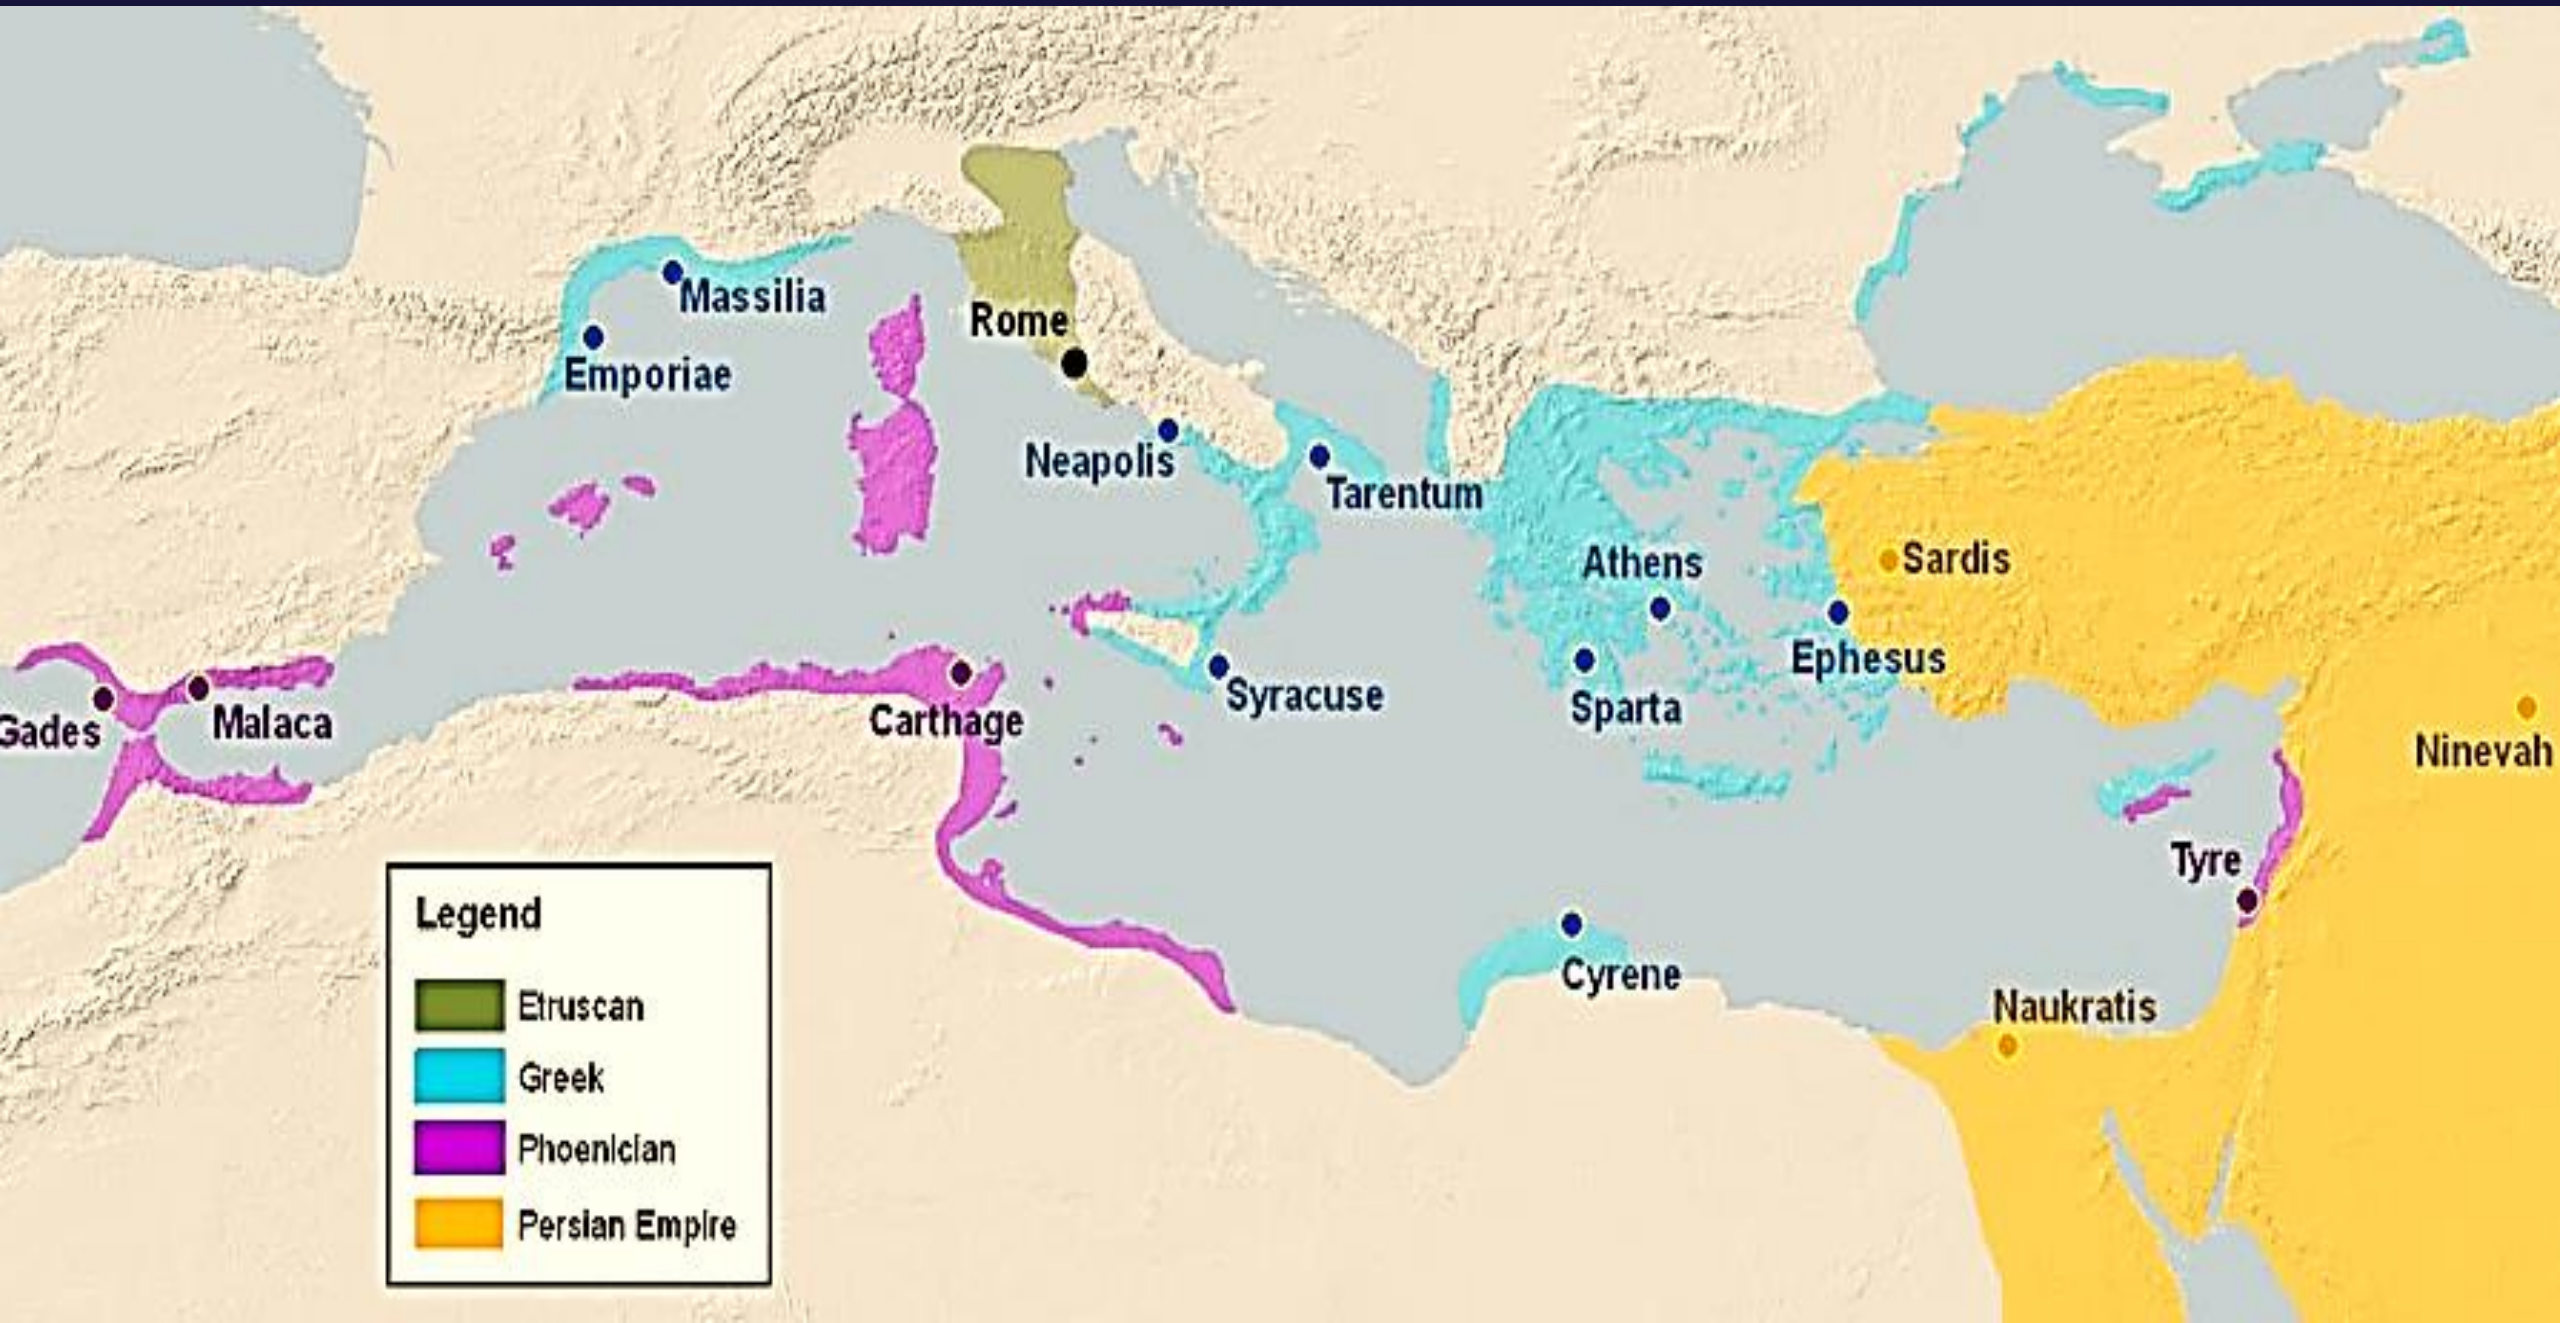 Massilia
Rome
Emporiae
Neapolis
Tarentum
Athens
Sardis
Ephesus
Syracuse
Sparta
Gades
Malaca
Carthage
Ninevah
Tyre
Cyrene
Naukratis
Legend
Etruscan
Greek
Phoenician
Persian Empire